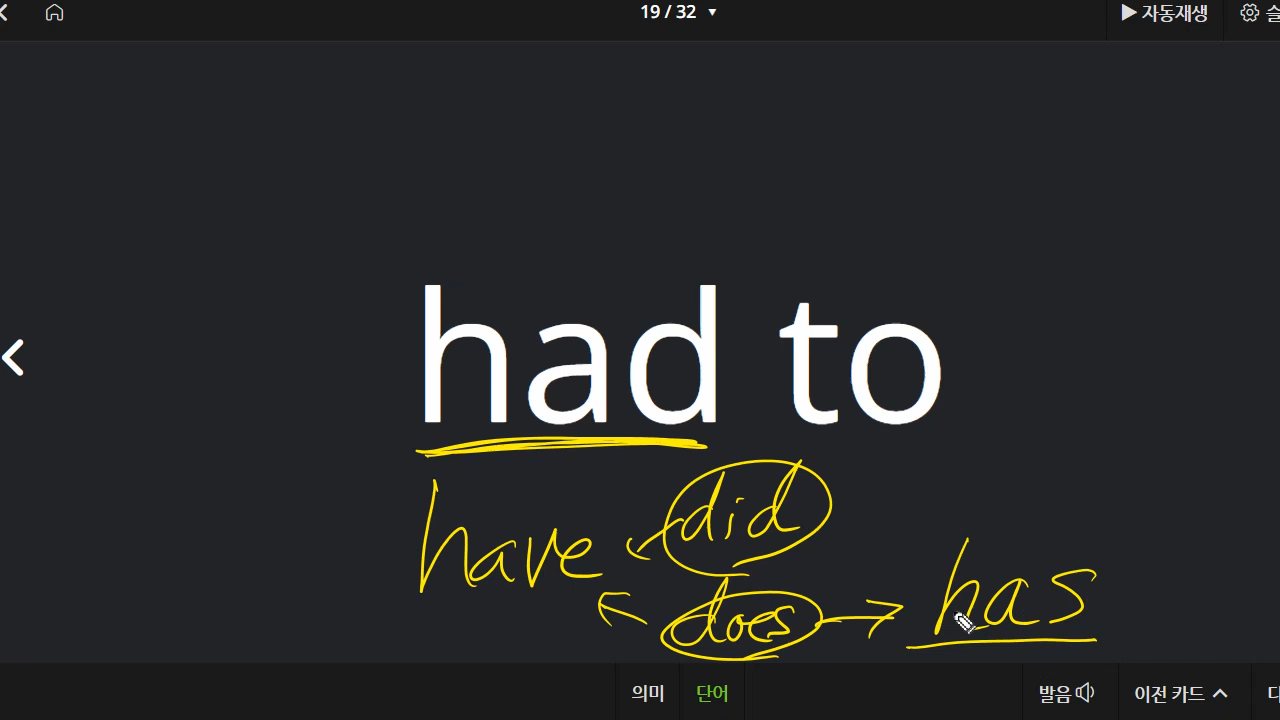 19 / 32 ▼ ▶ 자동재생 슬
had to
did
have
does has
의미 단어 발음 이전 카드